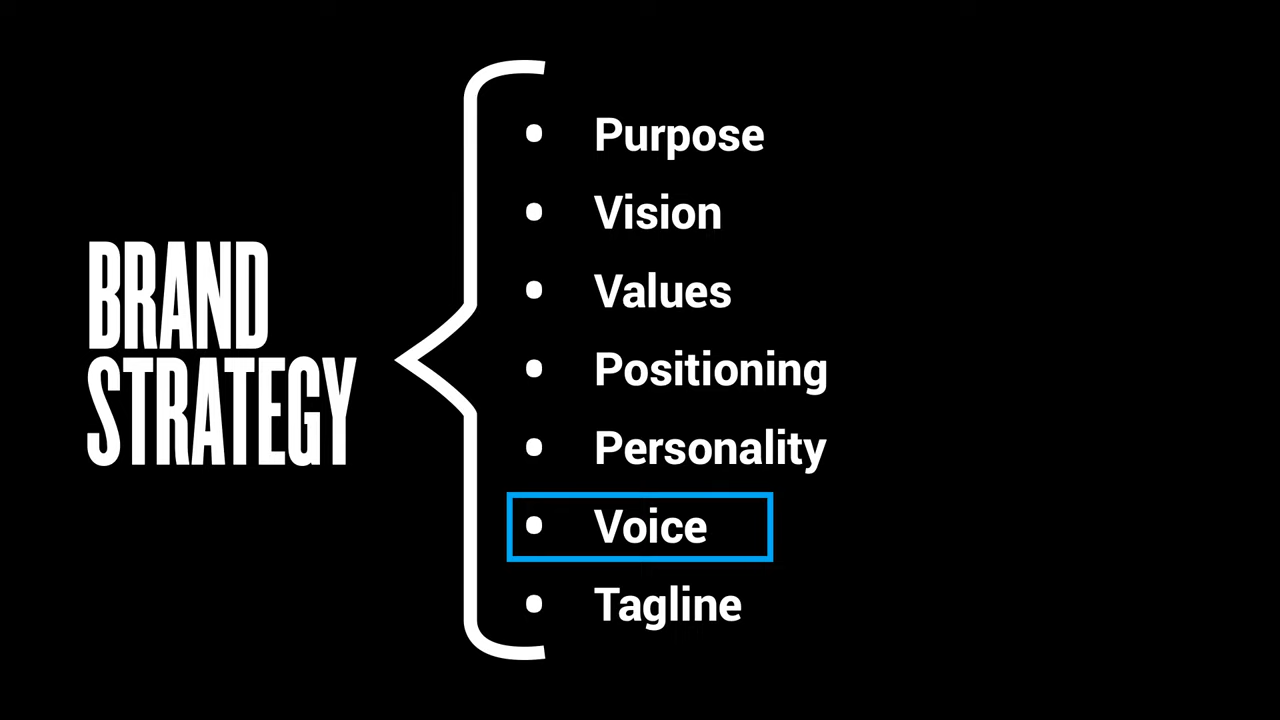 BRAND
STRATEGY
• Purpose
• Vision
• Values
• Positioning
• Personality
• Voice
• Tagline